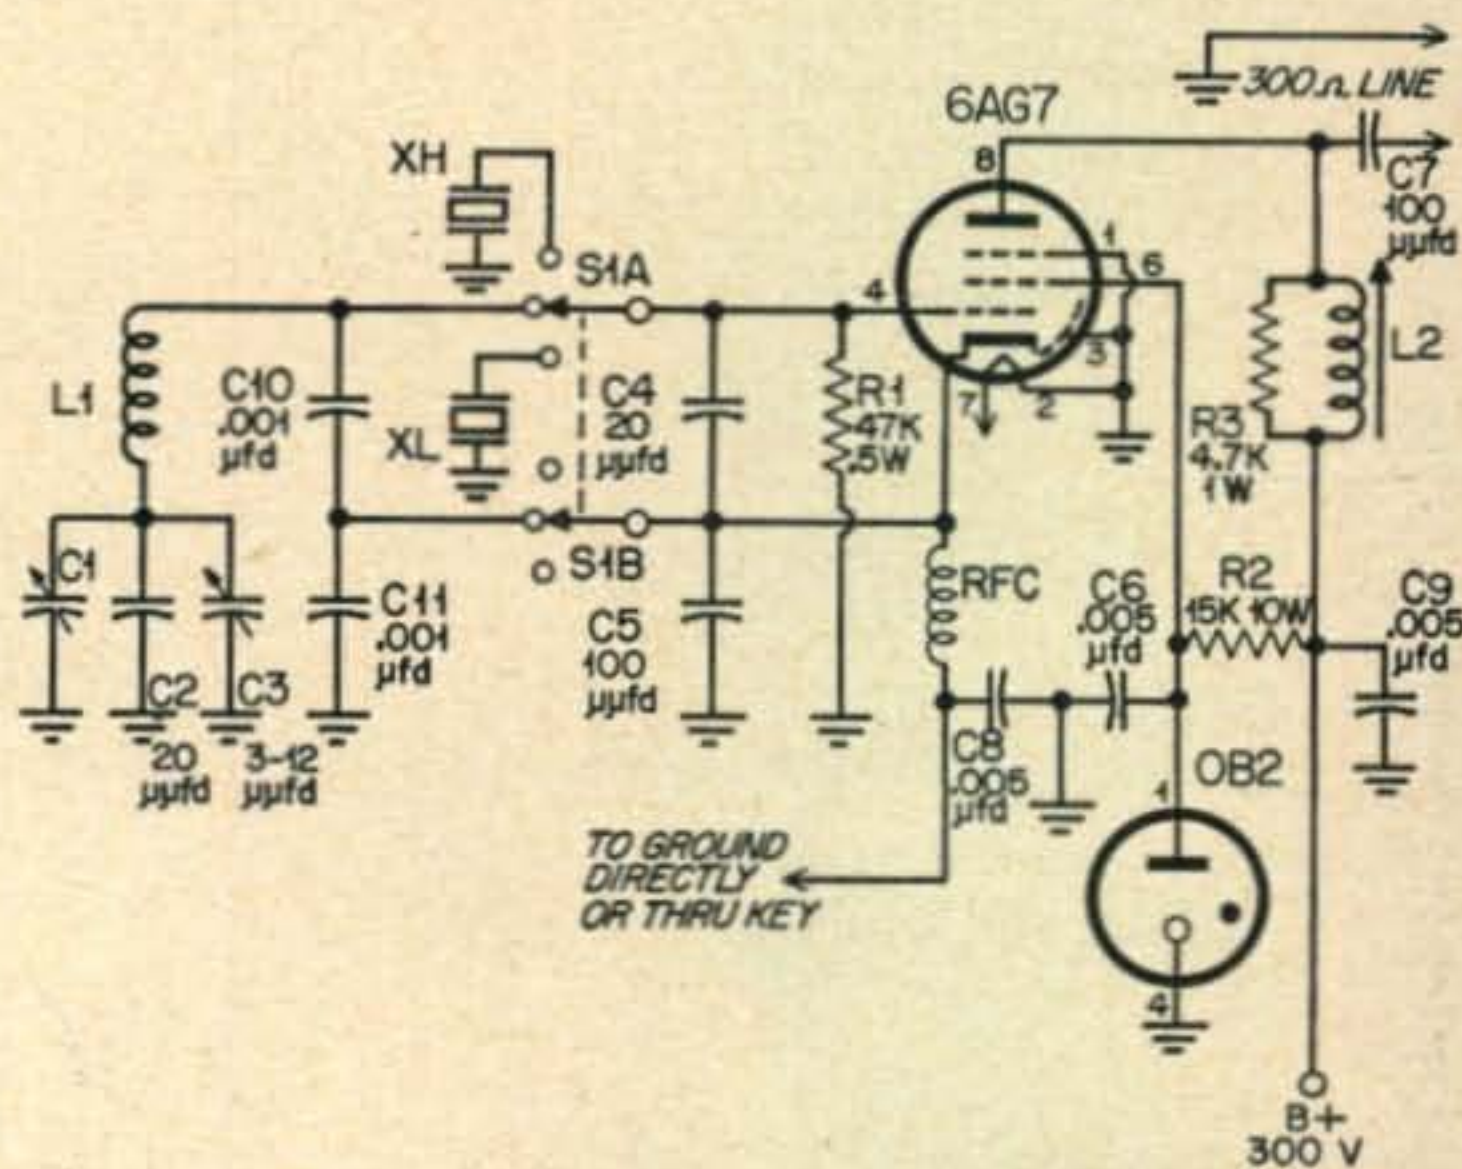 300Ω LINE
6AG7
8
C7
100
μμfd
XH
S1A
1
6
4
L1
C10
.001
μfd
XL
C4
20
μμfd
R1
47K
.5W
7
2
3
R3
4.7K
1W
L2
C1
C2
20
μμfd
C3
3-12
μμfd
C11
.001
μfd
S1B
C5
100
μμfd
RFC
C6
.005
μfd
R2
15K 10W
C9
.005
μfd
C8
.005
μfd
OB2
1
4
TO GROUND
DIRECTLY
OR THRU KEY
B+
300 V